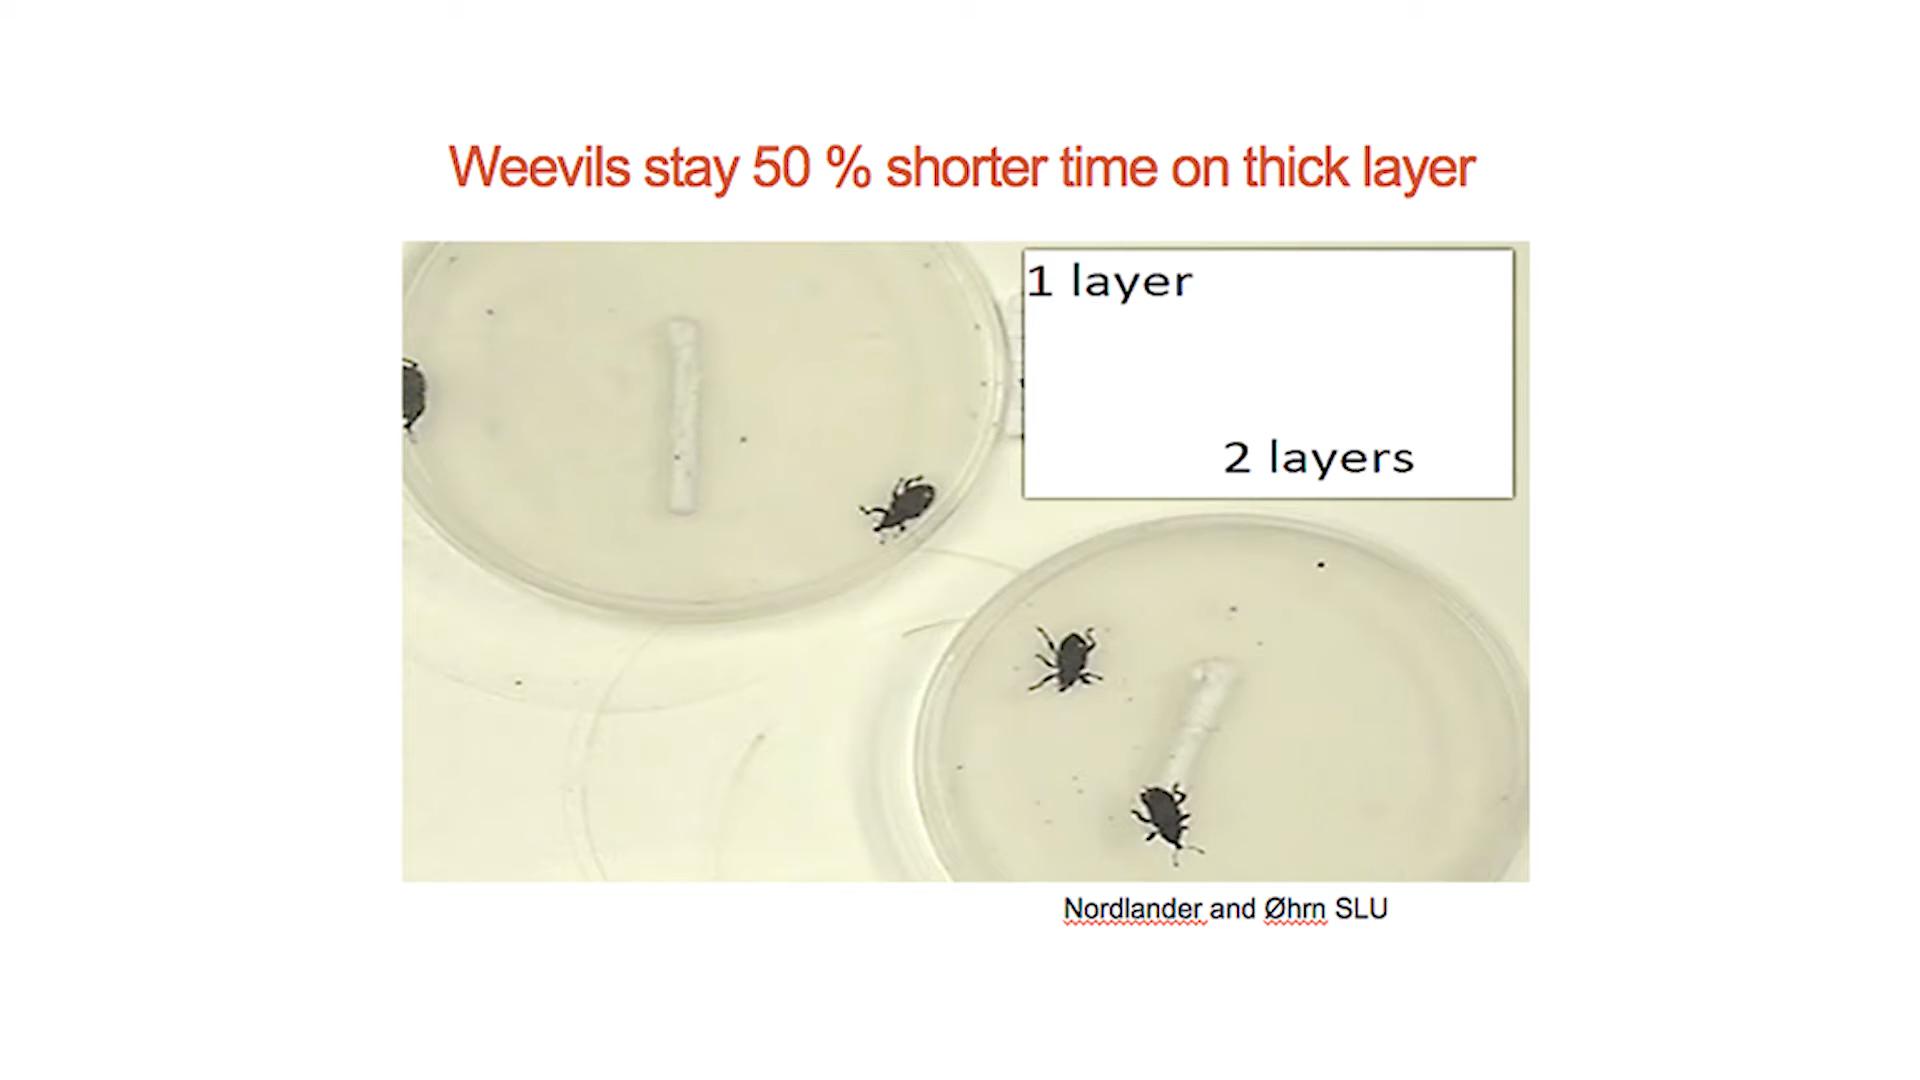 Weevils stay 50 % shorter time on thick layer
1 layer
2 layers
Nordlander and Øhrn SLU